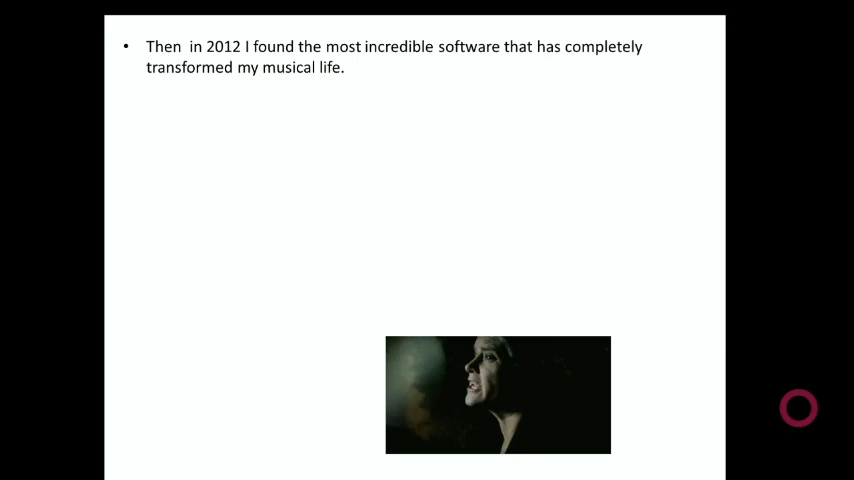 • Then  in 2012 I found the most incredible software that has completely
transformed my musical life.